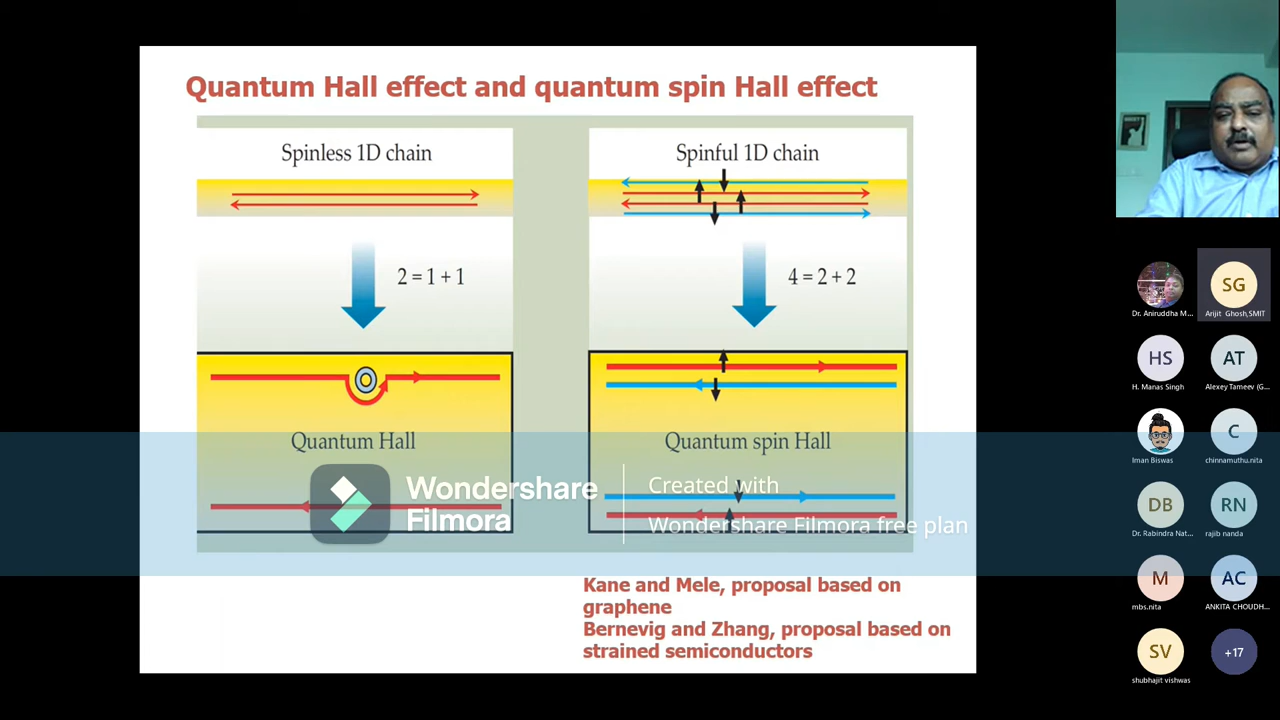 Quantum Hall effect and quantum spin Hall effect
Spinless 1D chain
Spinful 1D chain
2 = 1 + 1
4 = 2 + 2
Quantum Hall
Quantum spin Hall
Wondershare
Filmora
Created with
Wondershare Filmora free plan
Kane and Mele, proposal based on
graphene
Bernevig and Zhang, proposal based on
strained semiconductors
SG
Dr. Aniruddha M...
Arijit Ghosh,SMIT
HS
AT
H. Manas Singh
Alexey Tameev (G...
C
Iman Biswas
chinnamuthu.nita
DB
RN
Dr. Rabindra Nat...
rajib nanda
M
AC
mbs.nita
ANKITA CHOUDH...
SV
+17
shubhajit vishwas